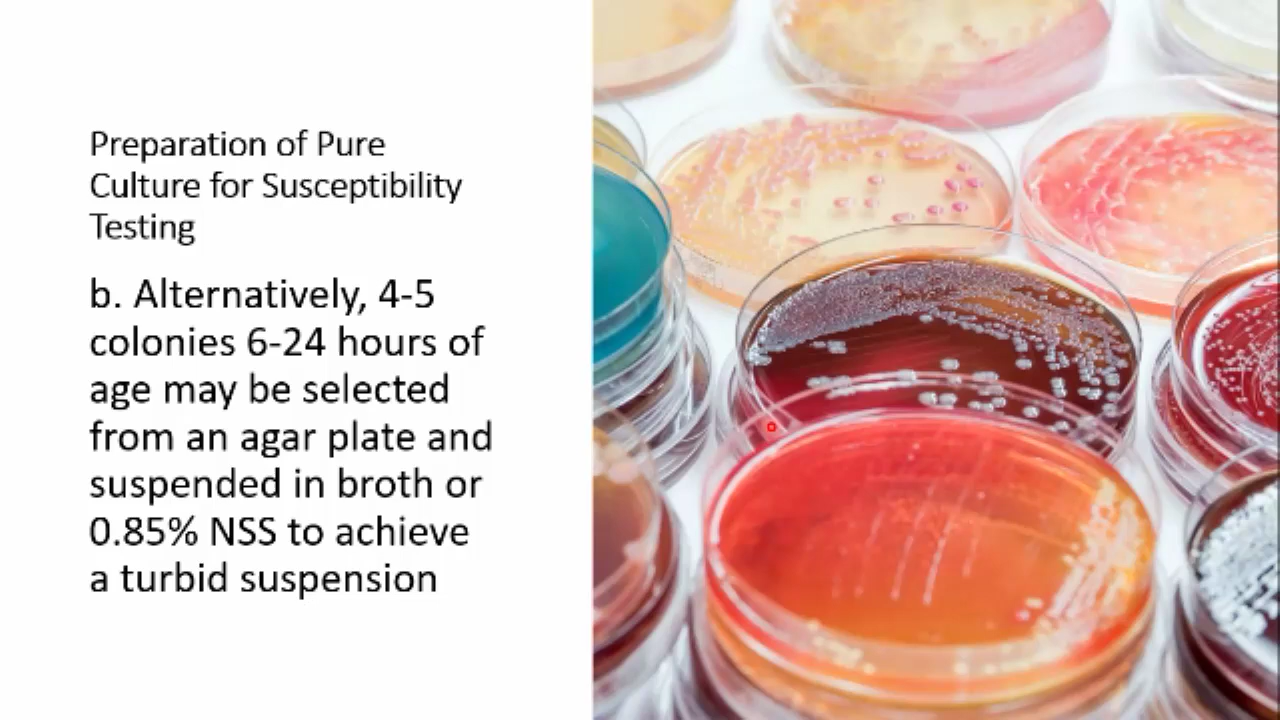 Preparation of Pure
Culture for Susceptibility
Testing
b. Alternatively, 4-5
colonies 6-24 hours of
age may be selected
from an agar plate and
suspended in broth or
0.85% NSS to achieve
a turbid suspension